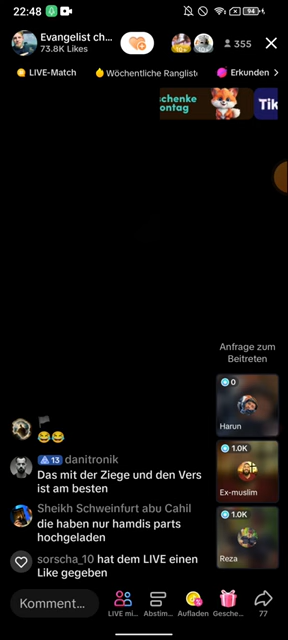 22:48
94
Evangelist ch...
73.8K Likes
355
LIVE-Match
Wöchentliche Ranglist
Erkunden
chenke
ontag
Tik
Anfrage zum
Beitreten
0
Harun
1.0K
Ex-muslim
1.0K
Reza
😂😂
13 danitronik
Das mit der Ziege und den Vers
ist am besten
Sheikh Schweinfurt abu Cahil
die haben nur hamdis parts
hochgeladen
sorscha_10 hat dem LIVE einen
Like gegeben
Komment...
LIVE mi...
Abstim...
Aufladen
Gesche...
77